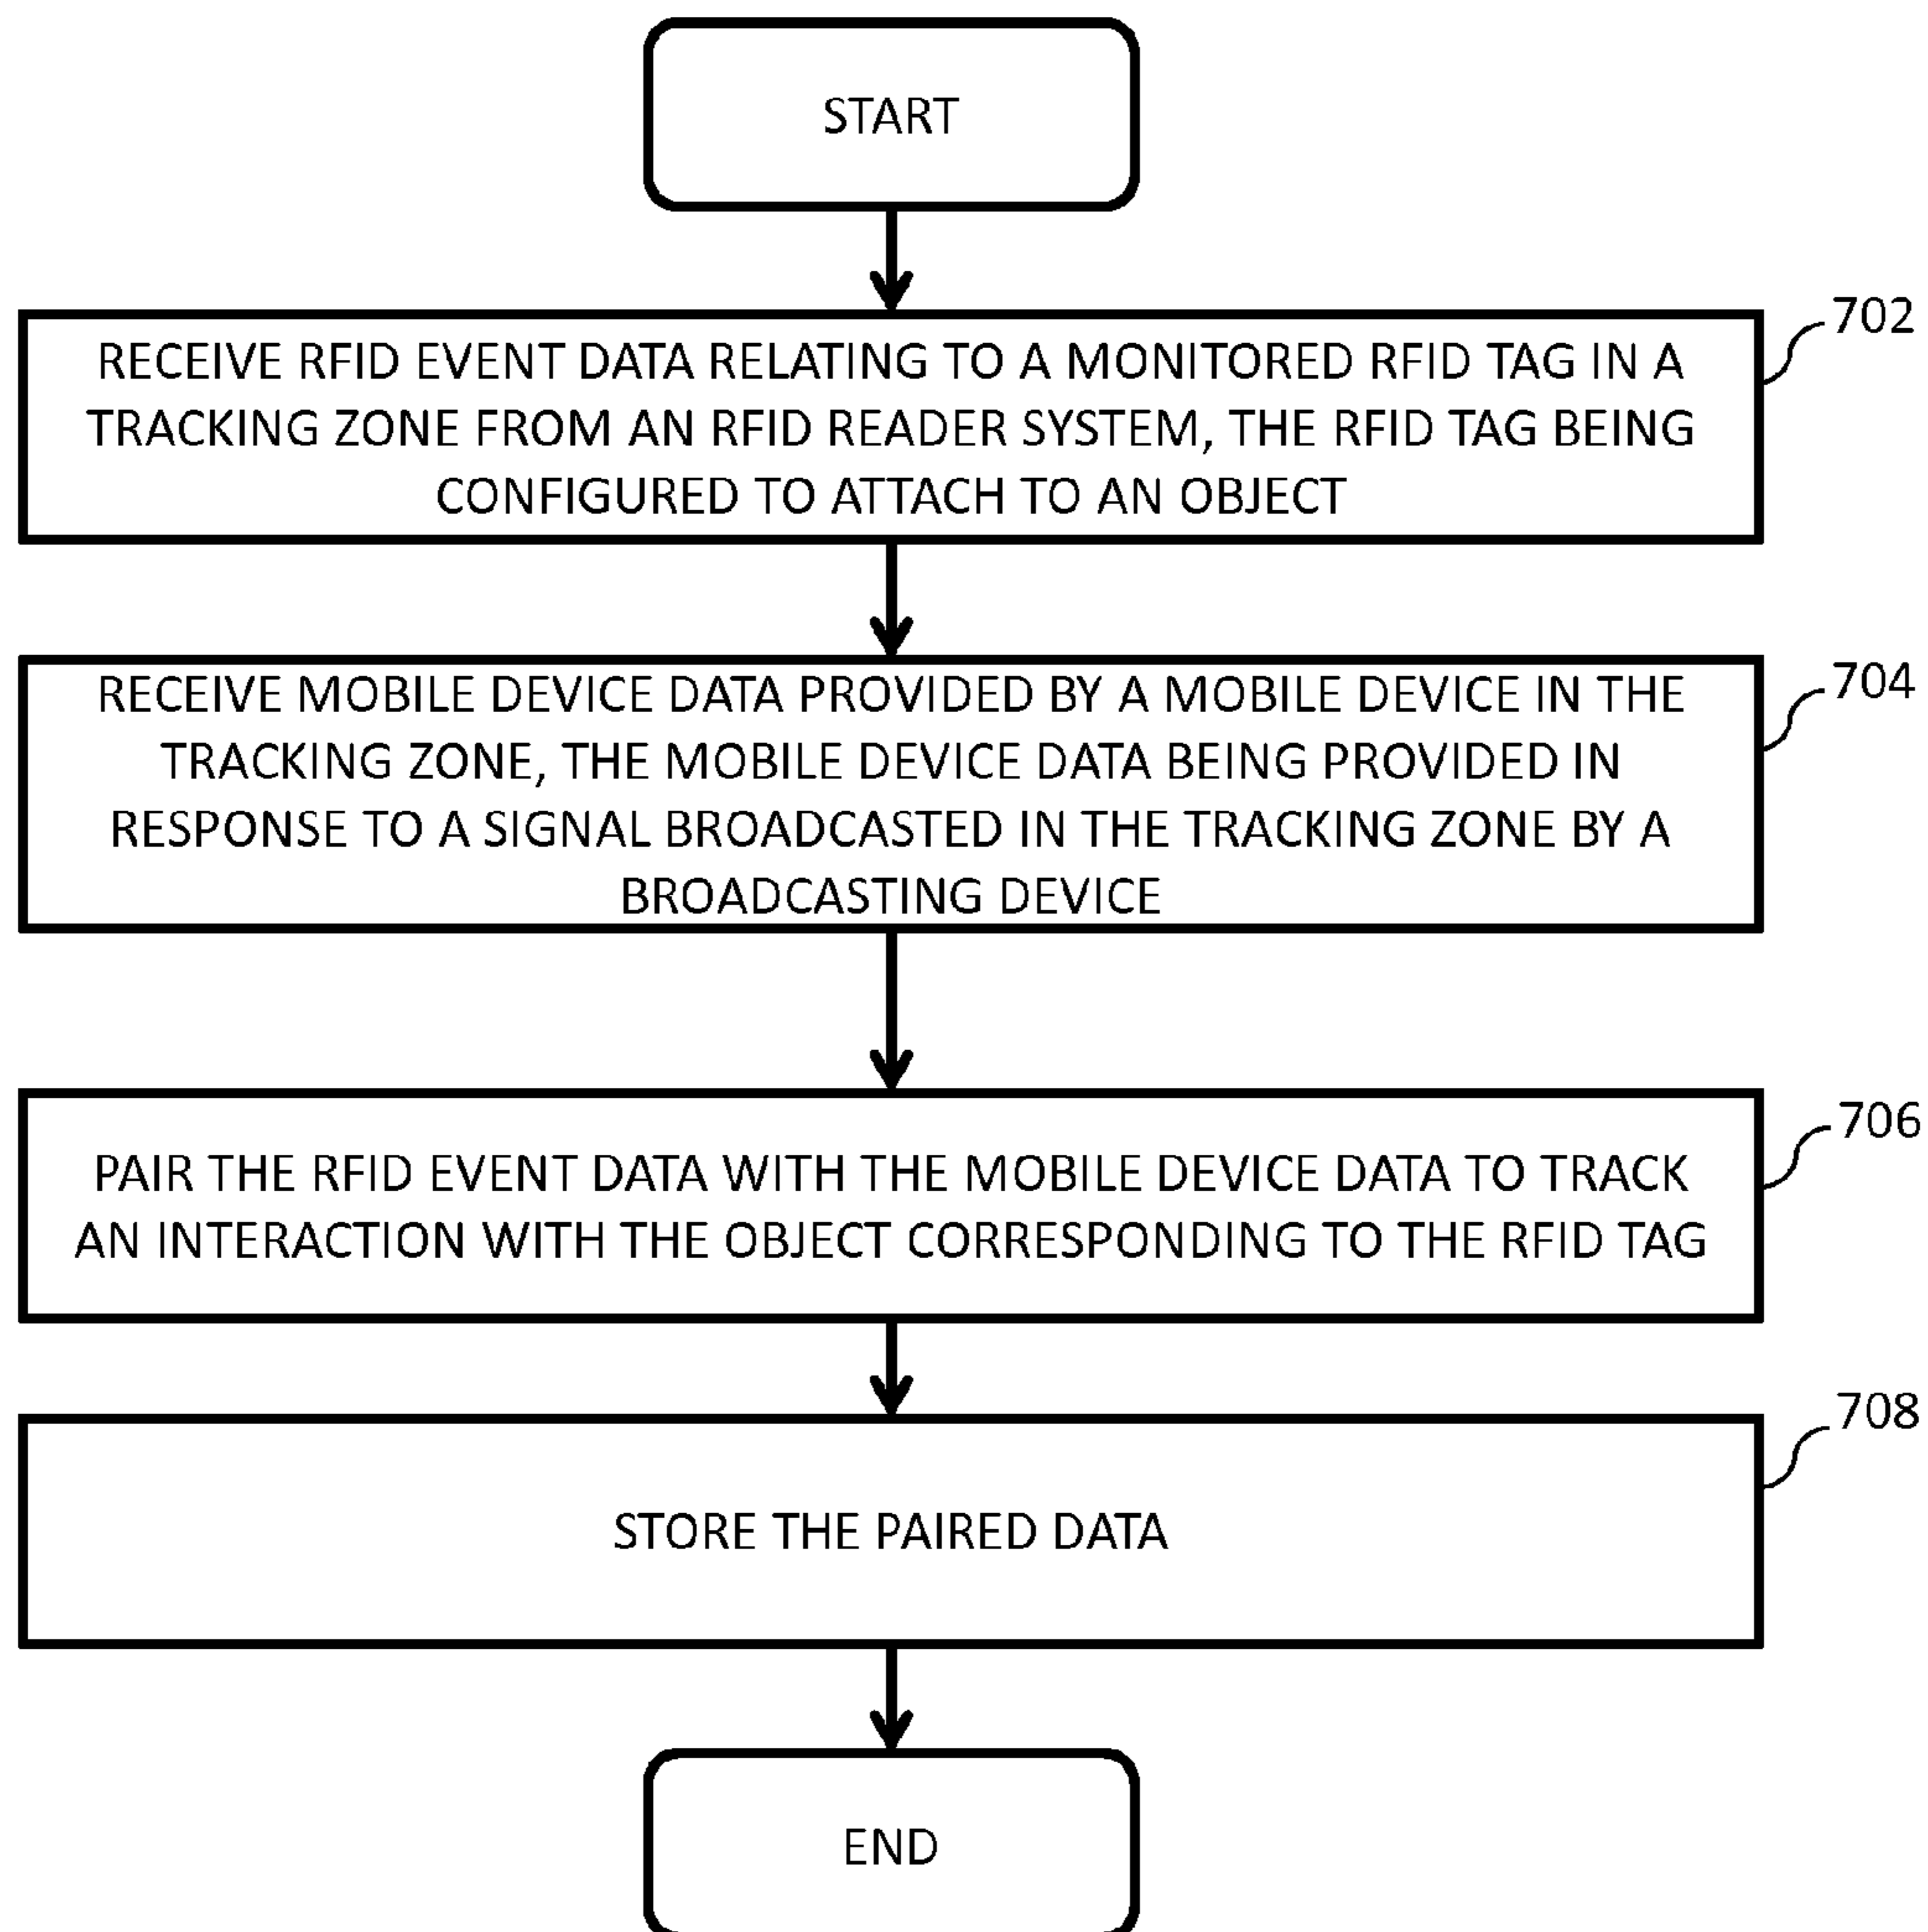 START
702
RECEIVE RFID EVENT DATA RELATING TO A MONITORED RFID TAG IN A
TRACKING ZONE FROM AN RFID READER SYSTEM, THE RFID TAG BEING
CONFIGURED TO ATTACH TO AN OBJECT
704
RECEIVE MOBILE DEVICE DATA PROVIDED BY A MOBILE DEVICE IN THE
TRACKING ZONE, THE MOBILE DEVICE DATA BEING PROVIDED IN
RESPONSE TO A SIGNAL BROADCASTED IN THE TRACKING ZONE BY A
BROADCASTING DEVICE
706
PAIR THE RFID EVENT DATA WITH THE MOBILE DEVICE DATA TO TRACK
AN INTERACTION WITH THE OBJECT CORRESPONDING TO THE RFID TAG
708
STORE THE PAIRED DATA
END